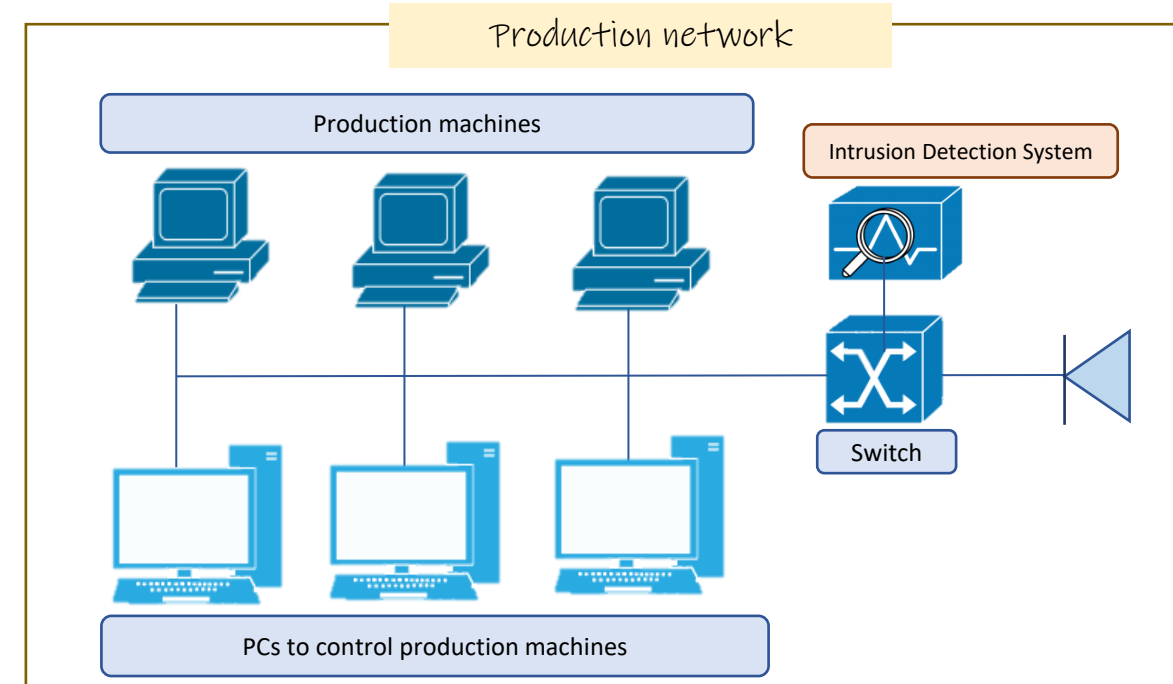 Production network
Production machines
Intrusion Detection System
Switch
PCs to control production machines